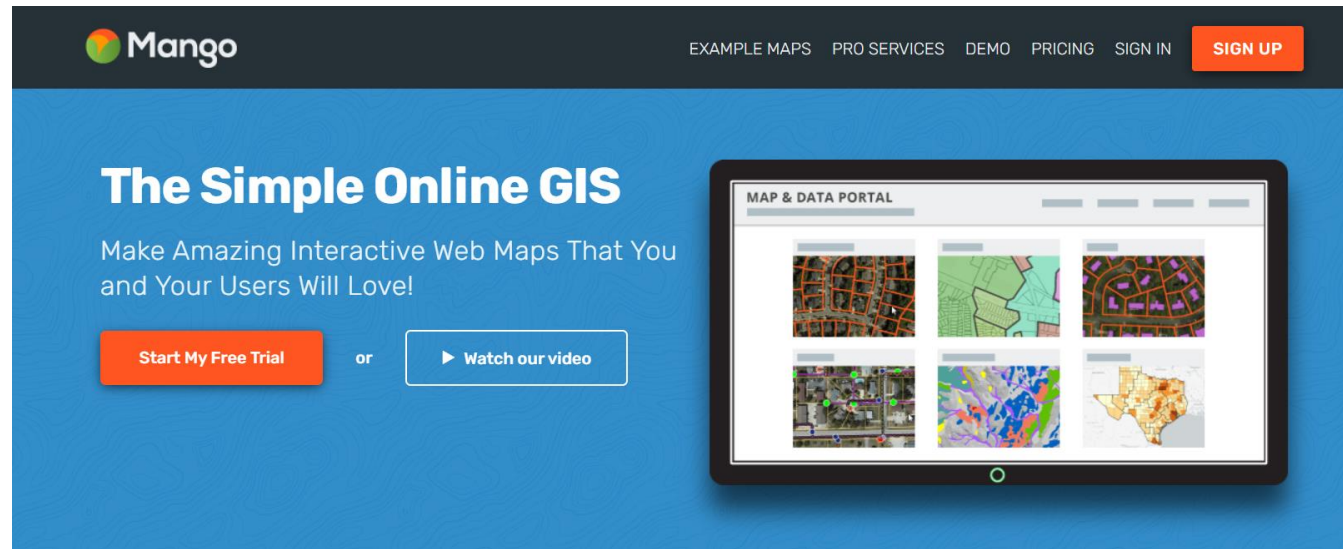 Mango
EXAMPLE MAPS PRO SERVICES DEMO PRICING SIGN IN SIGN UP
The Simple Online GIS
Make Amazing Interactive Web Maps That You
and Your Users Will Love!
Start My Free Trial or Watch our video
MAP & DATA PORTAL